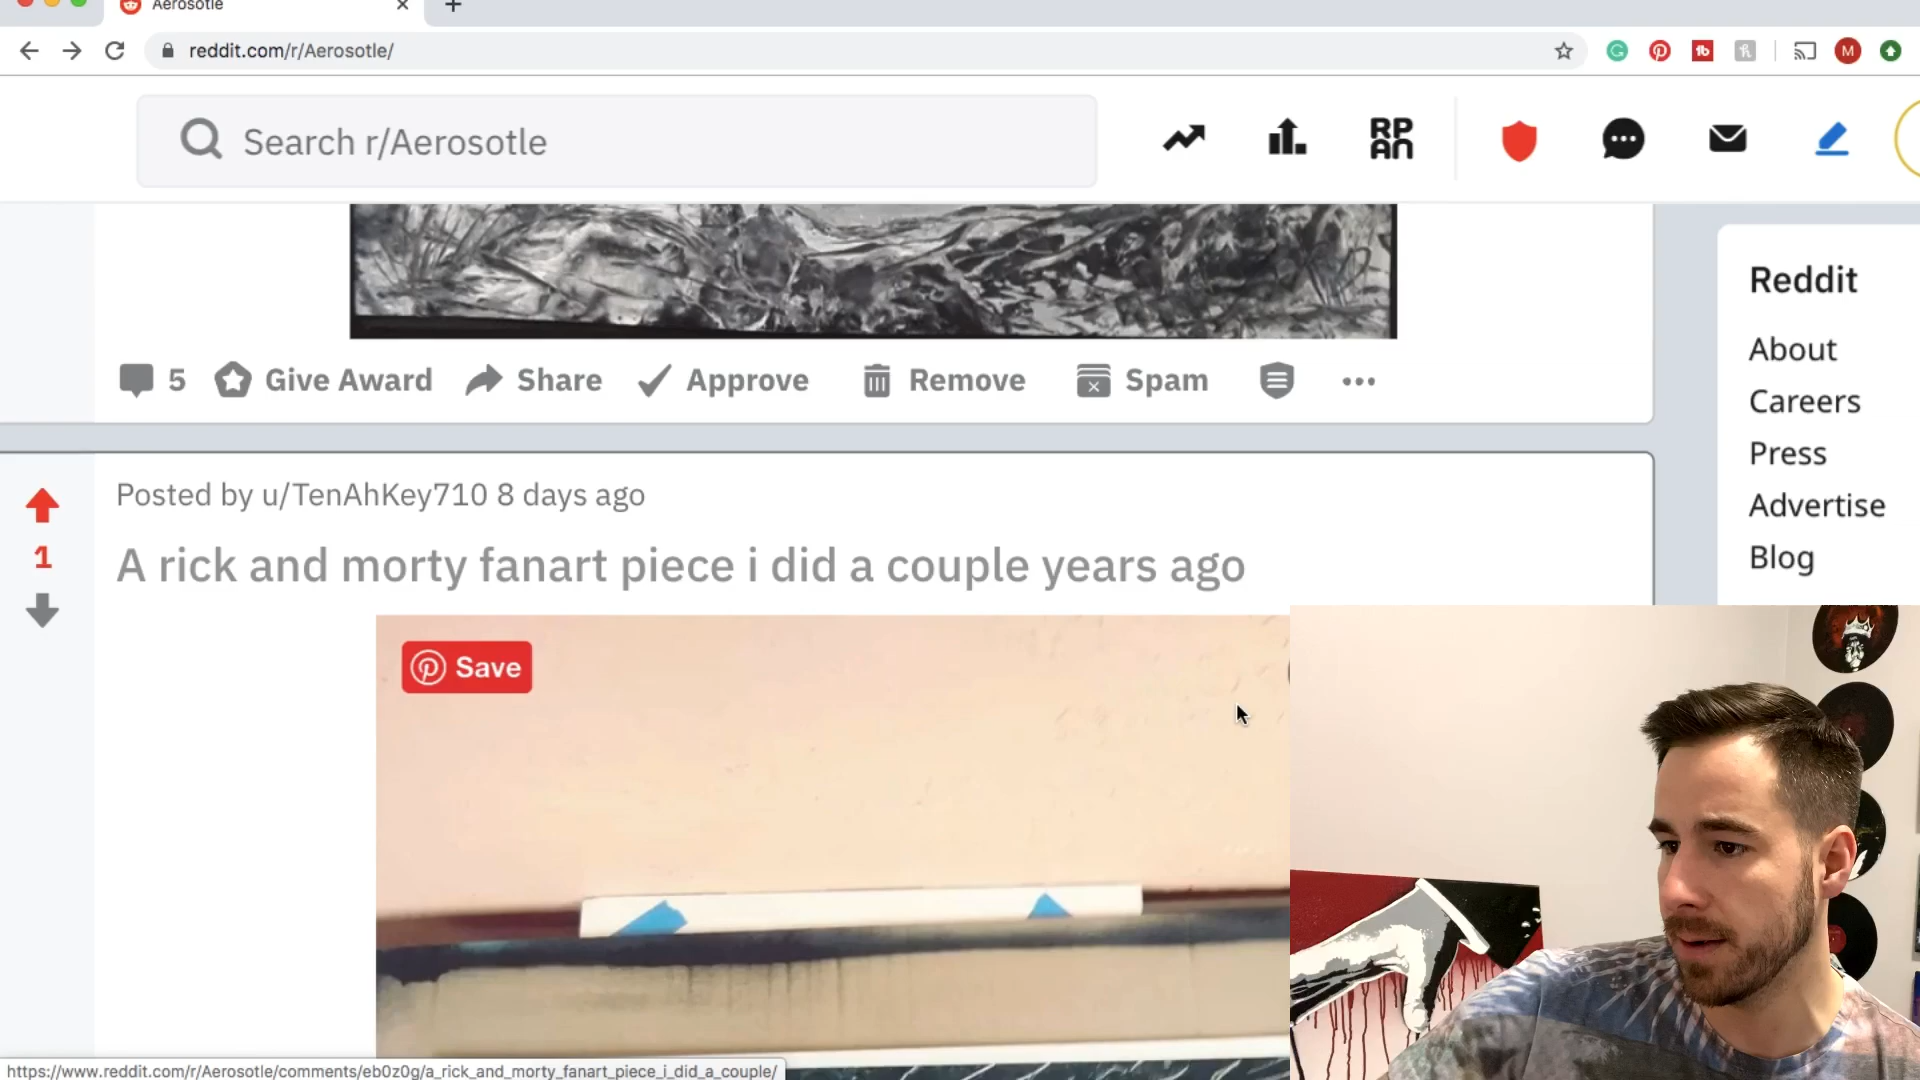 Aerosotle
reddit.com/r/Aerosotle/
M
Search r/Aerosotle
RP
AN
5 Give Award Share Approve Remove Spam
Posted by u/TenAhKey710 8 days ago
1
A rick and morty fanart piece i did a couple years ago
Save
Reddit
About
Careers
Press
Advertise
Blog
https://www.reddit.com/r/Aerosotle/comments/eb0z0g/a_rick_and_morty_fanart_piece_i_did_a_couple/